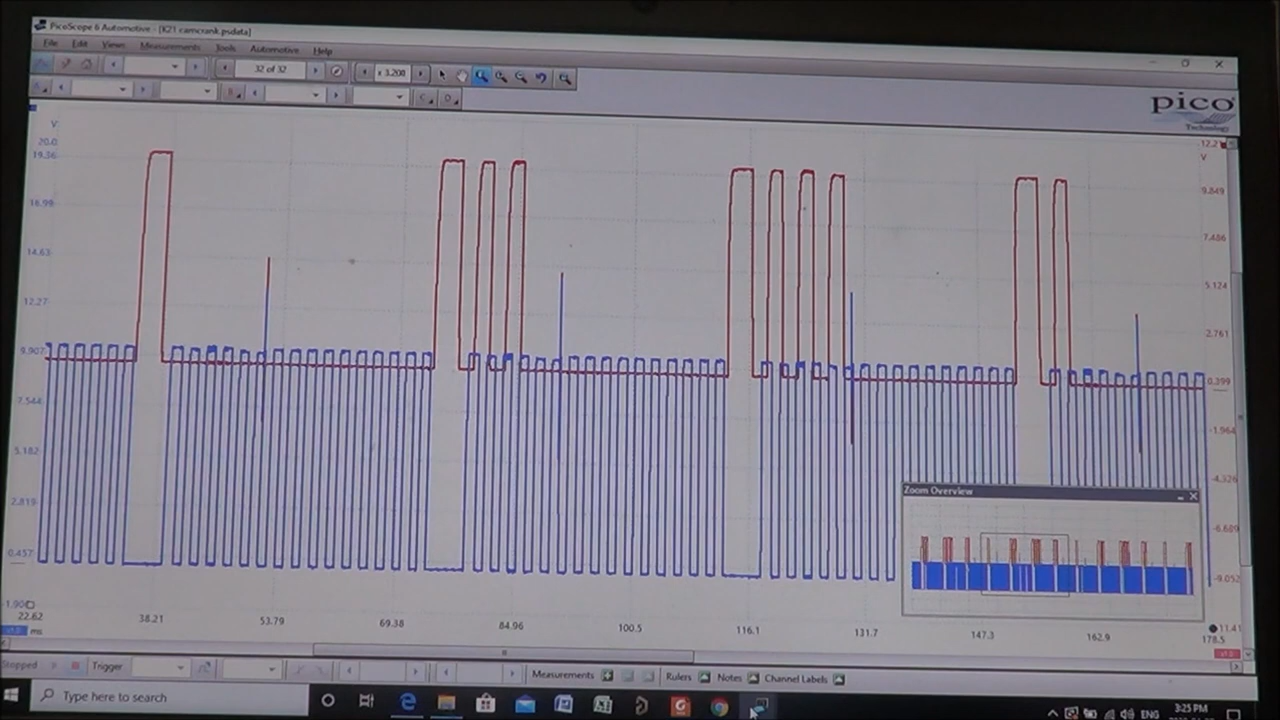 PicoScope 6 Automotive - [K21 camcrank.psdata]
File Edit Views Measurements Tools Automotive Help
32 of 32 x 3.200
pico
Technology
V
20.0
19.36
16.99
14.63
12.27
9.907
7.544
5.182
2.819
0.457
12.21
V
9.849
7.486
5.124
2.761
0.399
-1.964
-4.326
-6.689
-9.052
Zoom Overview
22.62 38.21 53.79 69.38 84.96 100.5 116.1 131.7 147.3 162.9 178.5
ms
Stopped Trigger Measurements Rulers Notes Channel Labels
Type here to search
ENG
3:25 PM